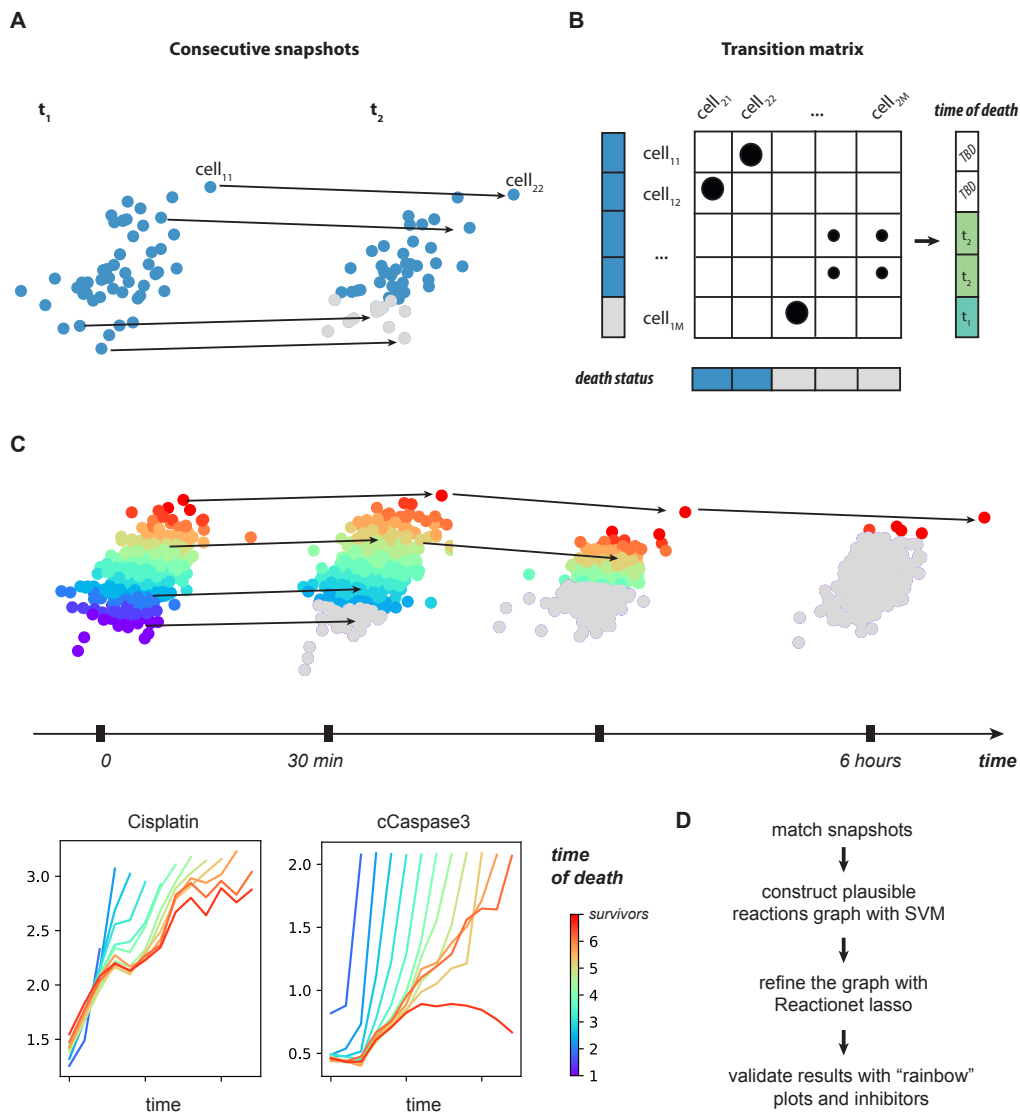 A
Consecutive snapshots
t1
t2
cell11
cell22
B
Transition matrix
cell21
cell22
...
cell2M
time of death
cell11
cell12
...
cell1M
TBD
TBD
t2
t2
t1
death status
C
0
30 min
6 hours
time
Cisplatin
3.0
2.5
2.0
1.5
time
cCaspase3
2.0
1.5
1.0
0.5
time
time
of death
survivors
6
5
4
3
2
1
D
match snapshots
construct plausible
reactions graph with SVM
refine the graph with
Reactionet lasso
validate results with “rainbow”
plots and inhibitors